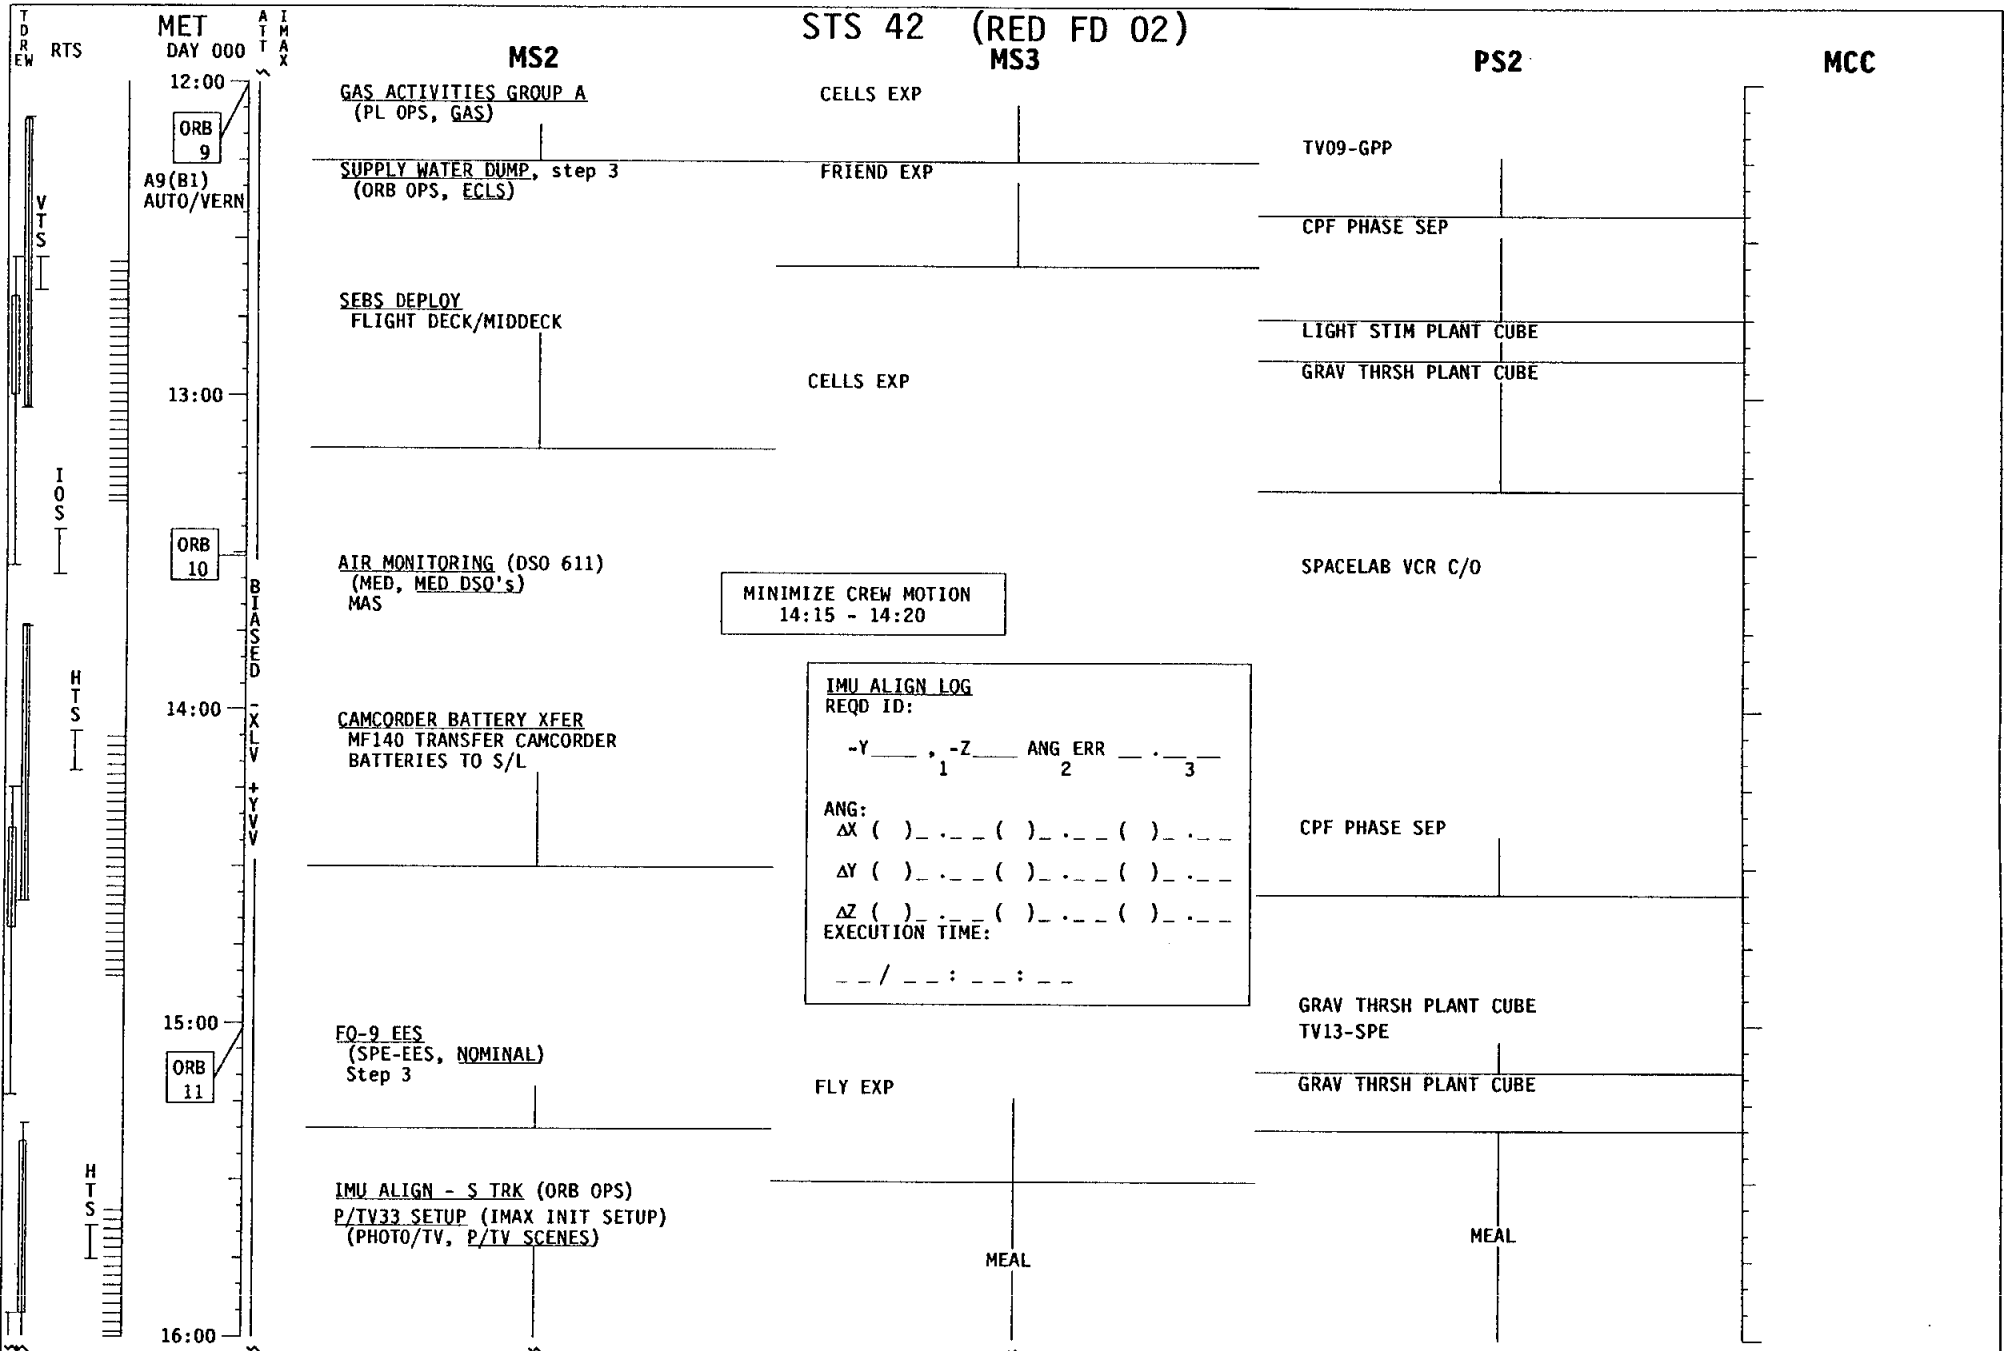 STS 42 (RED FD 02)
TDRE W
RTS
MET
DAY 000
ATT
IMAX
MS2
MS3
PS2
MCC
12:00
ORB
9
A9(B1)
AUTO/VERN
VTS
13:00
IOS
ORB
10
BIASED -XLV +YVV
HTS
14:00
15:00
ORB
11
HTS
16:00
GAS ACTIVITIES GROUP A
(PL OPS, GAS)
SUPPLY WATER DUMP, step 3
(ORB OPS, ECLS)
SEBS DEPLOY
FLIGHT DECK/MIDDECK
AIR MONITORING (DSO 611)
(MED, MED DSO's)
MAS
CAMCORDER BATTERY XFER
MF140 TRANSFER CAMCORDER
BATTERIES TO S/L
FO-9 EES
(SPE-EES, NOMINAL)
Step 3
IMU ALIGN - S TRK (ORB OPS)
P/TV33 SETUP (IMAX INIT SETUP)
(PHOTO/TV, P/TV SCENES)
CELLS EXP
FRIEND EXP
CELLS EXP
MINIMIZE CREW MOTION
14:15 - 14:20
IMU ALIGN LOG
REQD ID:
-Y____ , -Z____ ANG ERR __ .__ __
1 2 3
ANG:
ΔX ( )_ ._ _ ( )_ ._ _ ( )_ ._ _
ΔY ( )_ ._ _ ( )_ ._ _ ( )_ ._ _
ΔZ ( )_ ._ _ ( )_ ._ _ ( )_ ._ _
EXECUTION TIME:
_ _ / _ _ : _ _ : _ _
FLY EXP
MEAL
TV09-GPP
CPF PHASE SEP
LIGHT STIM PLANT CUBE
GRAV THRSH PLANT CUBE
SPACELAB VCR C/O
CPF PHASE SEP
GRAV THRSH PLANT CUBE
TV13-SPE
GRAV THRSH PLANT CUBE
MEAL